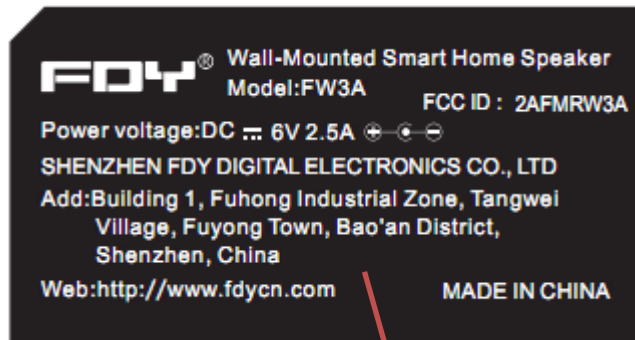 FDY® Wall-Mounted Smart Home Speaker
Model:FW3A
FCC ID : 2AFMRW3A
Power voltage:DC ⎓ 6V 2.5A
SHENZHEN FDY DIGITAL ELECTRONICS CO., LTD
Add:Building 1, Fuhong Industrial Zone, Tangwei
Village, Fuyong Town, Bao'an District,
Shenzhen, China
Web:http://www.fdycn.com MADE IN CHINA